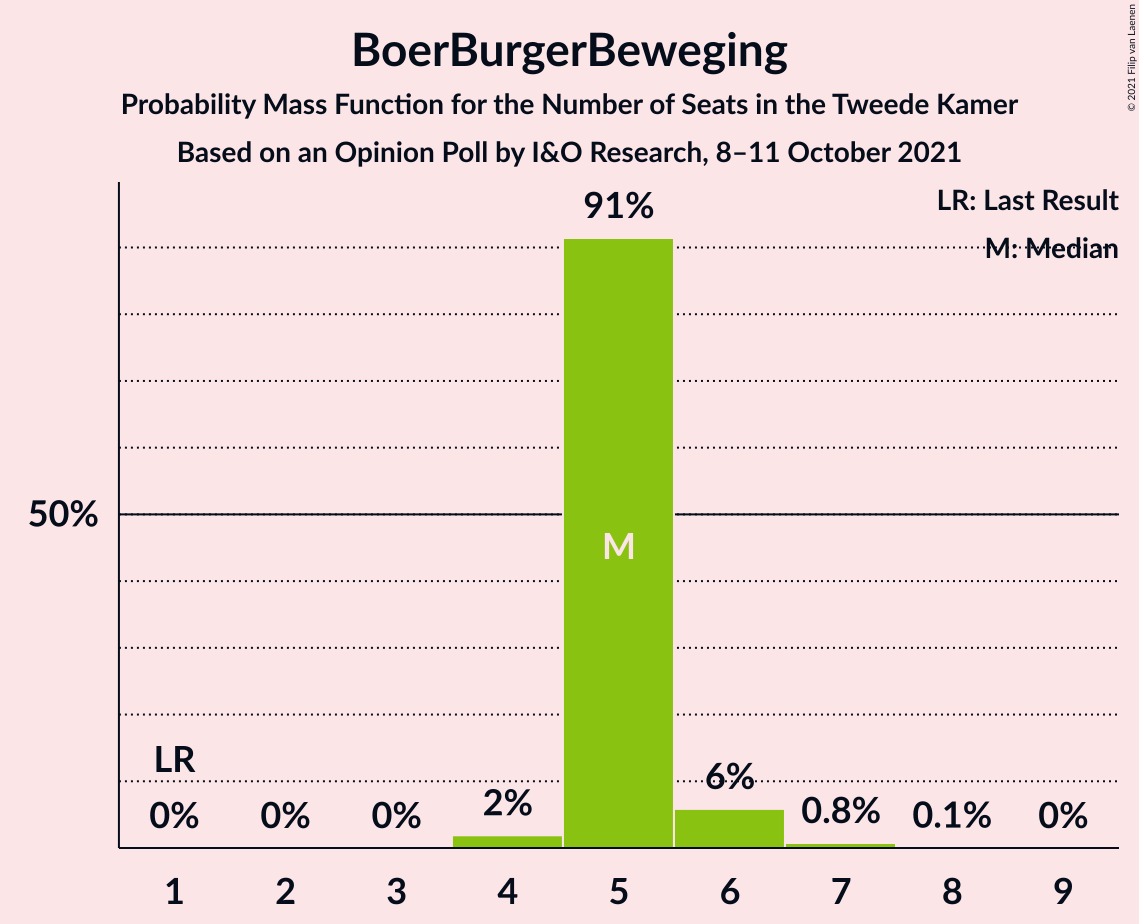 BoerBurgerBeweging
Probability Mass Function for the Number of Seats in the Tweede Kamer
Based on an Opinion Poll by I&O Research, 8–11 October 2021
© 2021 Filip van Laenen
LR: Last Result
M: Median
91%
50%
M
LR
0%
0%
0%
2%
6%
0.8%
0.1%
0%
1 2 3 4 5 6 7 8 9